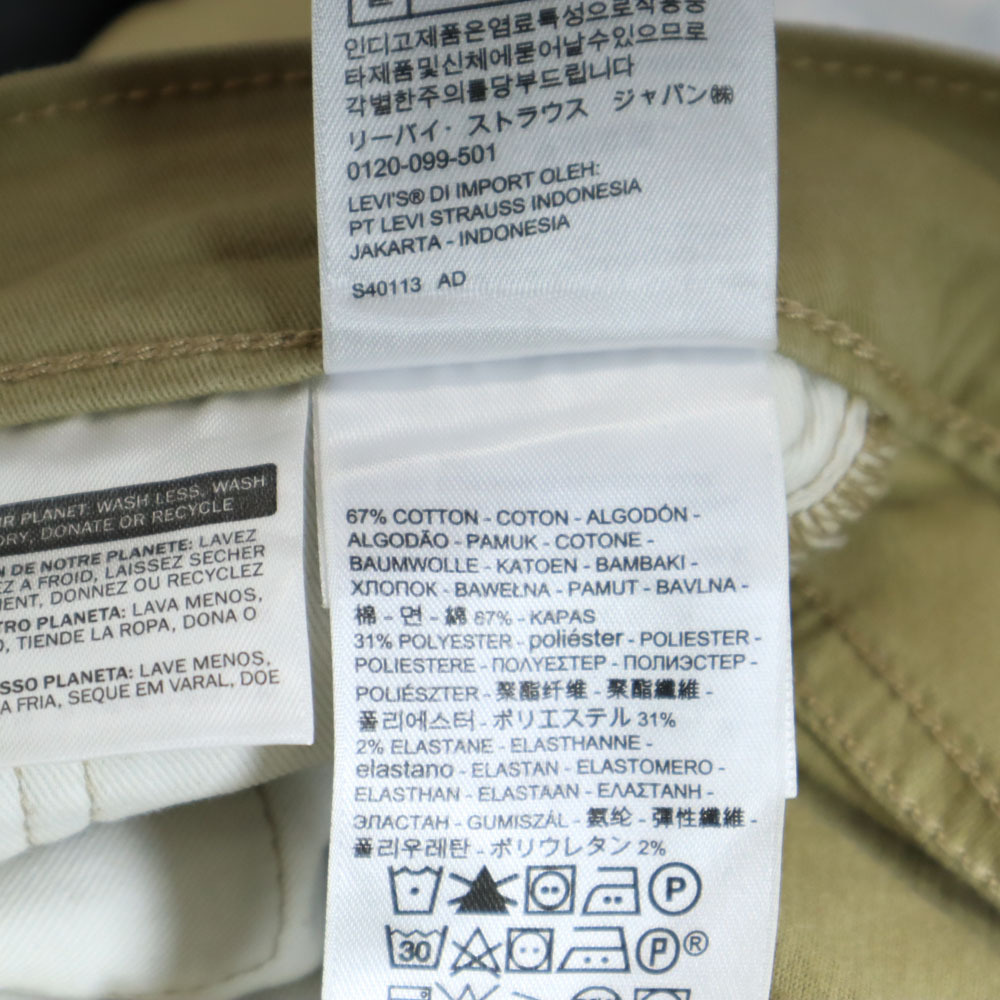 인디고제품은염료특성으로착용중
타제품및신체에묻어날수있으므로
각별한주의를당부드립니다
リーバイ・ストラウス ジャパン㈱
0120-099-501
LEVI'S® DI IMPORT OLEH:
PT LEVI STRAUSS INDONESIA
JAKARTA - INDONESIA
S40113 AD
UR PLANET: WASH LESS, WASH
DRY, DONATE OR RECYCLE
N DE NOTRE PLANETE: LAVEZ
EZ A FROID, LAISSEZ SECHER
MENT, DONNEZ OU RECYCLEZ
TRO PLANETA: LAVA MENOS,
O, TIENDE LA ROPA, DONA O
SSO PLANETA: LAVE MENOS,
A FRIA, SEQUE EM VARAL, DOE
67% COTTON - COTON - ALGODÓN -
ALGODÃO - PAMUK - COTONE -
BAUMWOLLE - KATOEN - BAMBAKI -
ХЛОПОК - BAWEŁNA - PAMUT - BAVLNA -
棉 - 면 - 綿 67% - KAPAS
31% POLYESTER - poliéster - POLIESTER -
POLIESTERE - ΠΟΛΥΕΣΤΕΡ - ПОЛИЭСТЕР -
POLIÉSZTER - 聚酯纤维 - 聚酯纖維 -
폴리에스터 - ポリエステル 31%
2% ELASTANE - ELASTHANNE -
elastano - ELASTAN - ELASTOMERO -
ELASTHAN - ELASTAAN - ΕΛΑΣΤΑΝΗ -
ЭЛАСТАН - GUMISZÁL - 氨纶 - 彈性纖維 -
폴리우레탄 - ポリウレタン 2%
P
30 P ®